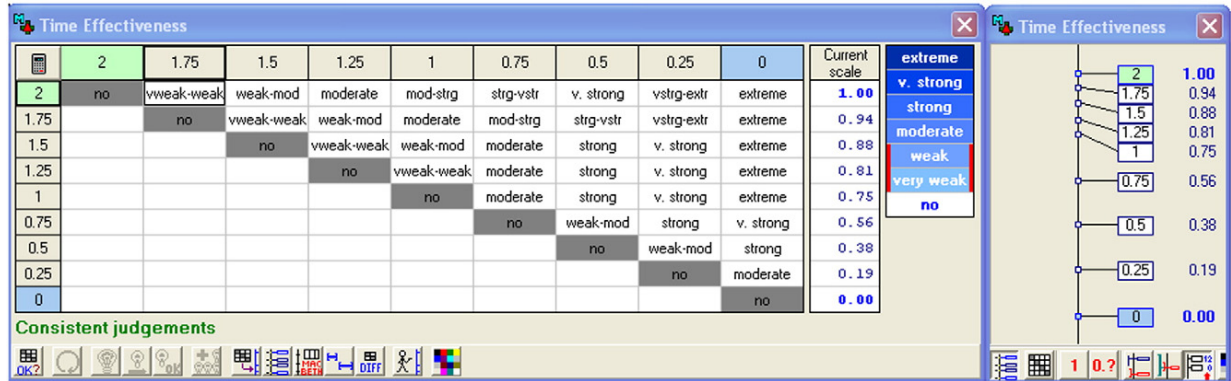 Time Effectiveness
2 1.75 1.5 1.25 1 0.75 0.5 0.25 0 Current scale extreme
2 no vweak-weak weak-mod moderate mod-strg strg-vstr v. strong vstrg-extr extreme 1.00 v. strong
1.75 no vweak-weak weak-mod moderate mod-strg strg-vstr vstrg-extr extreme 0.94 strong
1.5 no vweak-weak weak-mod moderate strong v. strong extreme 0.88 moderate
1.25 no vweak-weak moderate strong v. strong extreme 0.81 weak
1 no moderate strong v. strong extreme 0.75 very weak
0.75 no weak-mod strong v. strong 0.56 no
0.5 no weak-mod strong 0.38
0.25 no moderate 0.19
0 no 0.00
Consistent judgements
OK? OK MAC BETH DIFF
Time Effectiveness
2 1.00
1.75 0.94
1.5 0.88
1.25 0.81
1 0.75
0.75 0.56
0.5 0.38
0.25 0.19
0 0.00
1 0.?